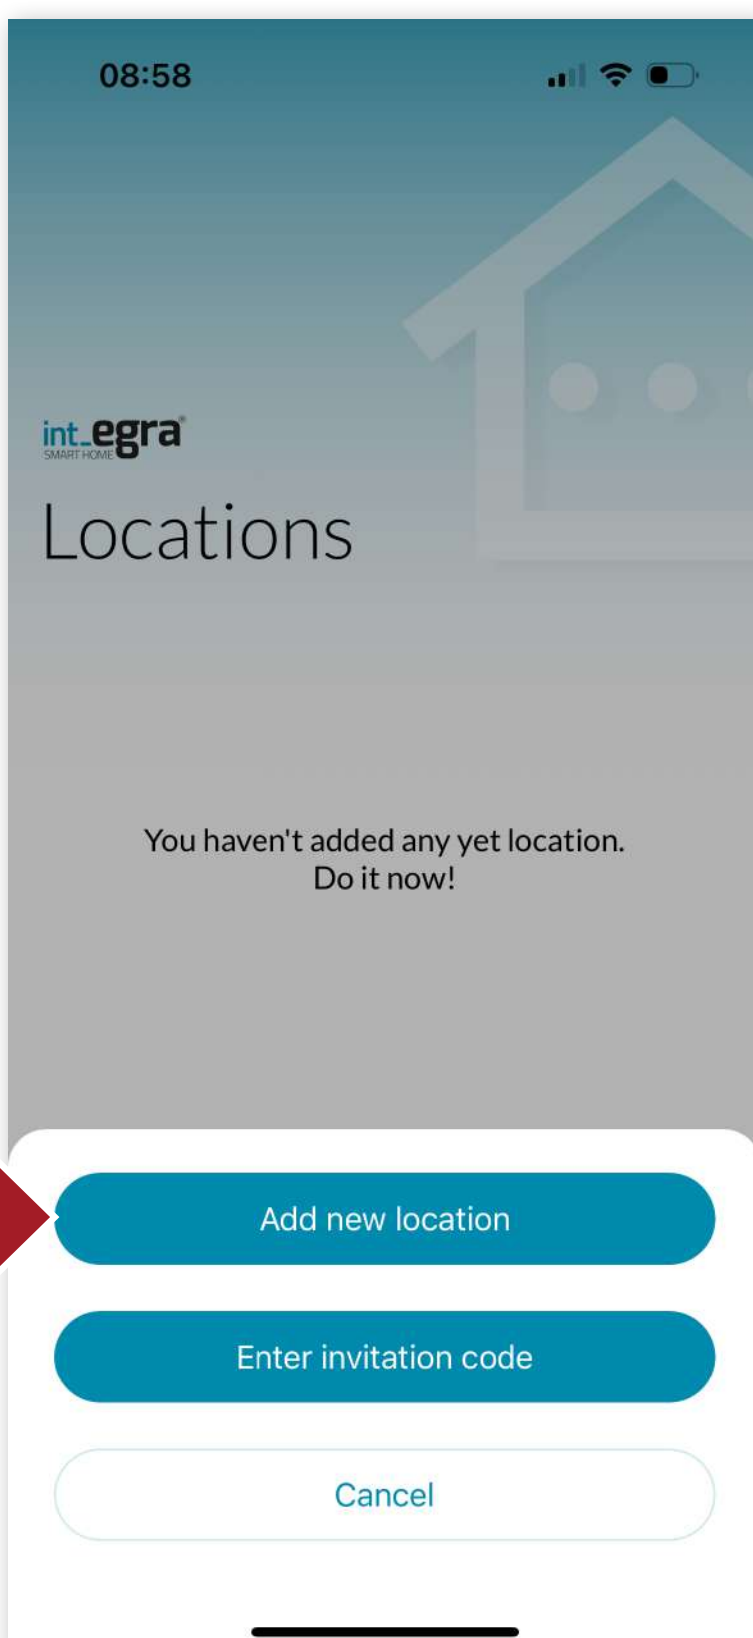 08:58
int_egra®
SMART HOME
Locations
You haven't added any yet location.
Do it now!
Add new location
Enter invitation code
Cancel